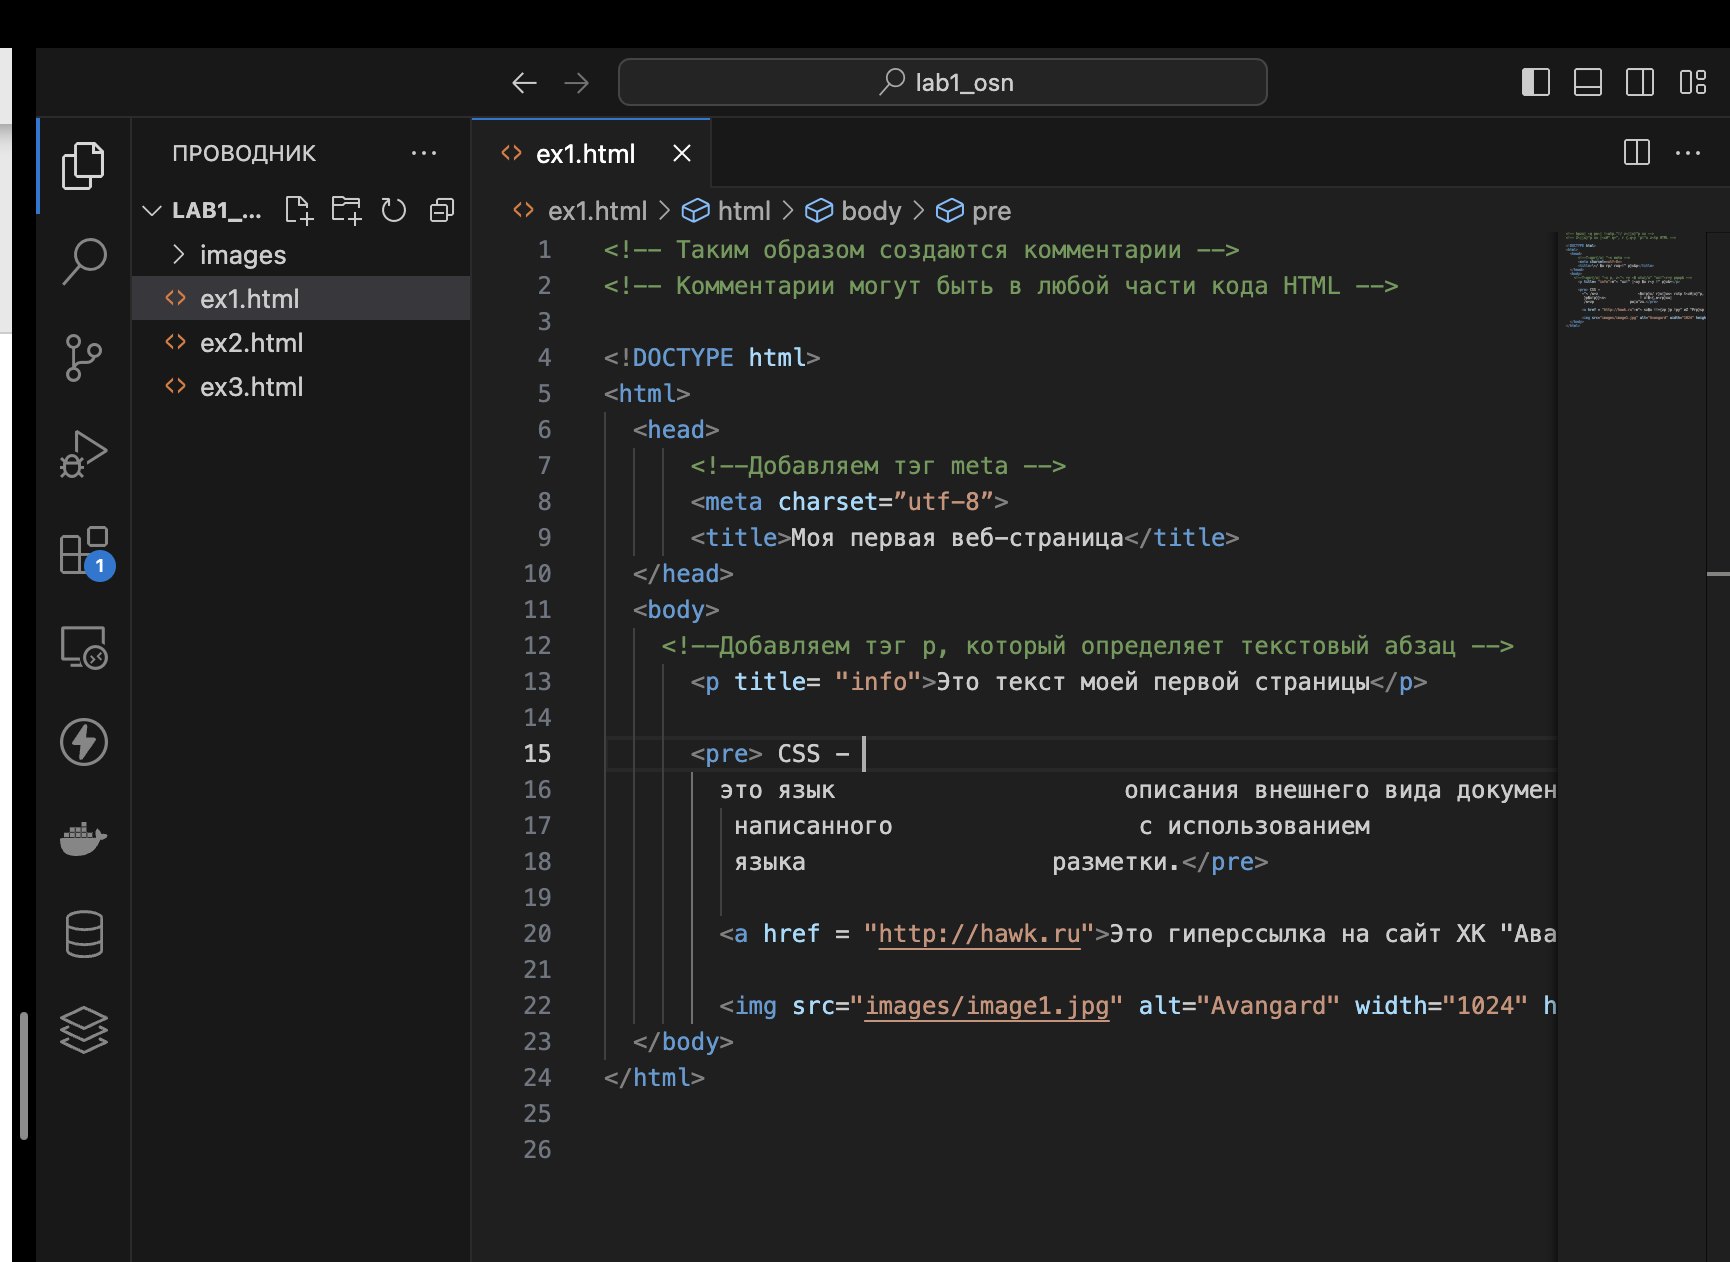 lab1_osn
ПРОВОДНИК
LAB1_...
images
ex1.html
ex2.html
ex3.html
1
ex1.html
ex1.html > html > body > pre
1 <!-- Таким образом создаются комментарии -->
2 <!-- Комментарии могут быть в любой части кода HTML -->
3
4 <!DOCTYPE html>
5 <html>
6 <head>
7 <!--Добавляем тэг meta -->
8 <meta charset=”utf-8”>
9 <title>Моя первая веб-страница</title>
10 </head>
11 <body>
12 <!--Добавляем тэг p, который определяет текстовый абзац -->
13 <p title= "info">Это текст моей первой страницы</p>
14
15 <pre> CSS -
16 это язык описания внешнего вида докумен
17 написанного с использованием
18 языка разметки.</pre>
19
20 <a href = "http://hawk.ru">Это гиперссылка на сайт ХК "Ава
21
22 <img src="images/image1.jpg" alt="Avangard" width="1024" h
23 </body>
24 </html>
25
26